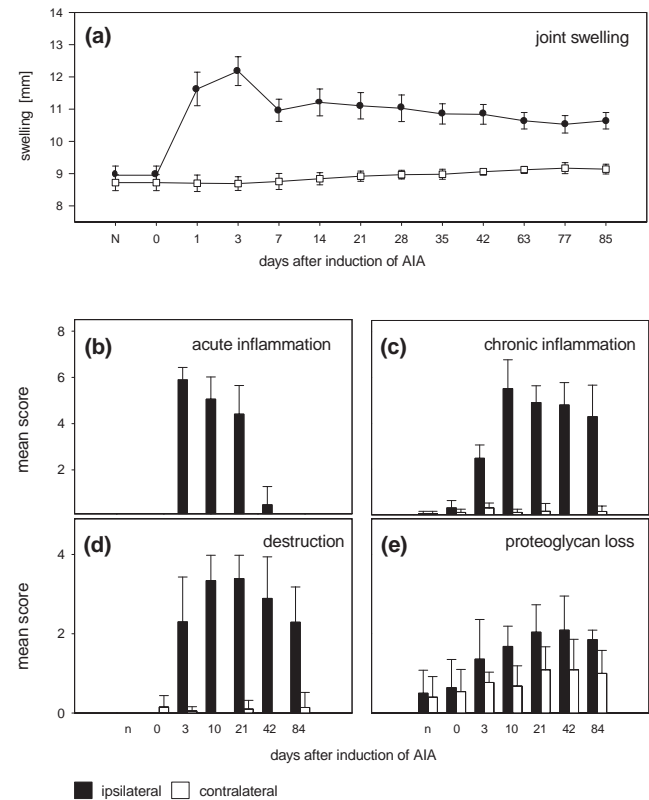 14
(a)
joint swelling
13
12
11
10
9
8
swelling [mm]
N 0 1 3 7 14 21 28 35 42 63 77 85
days after induction of AIA
8
(b)
acute inflammation
6
4
2
mean score
(c)
chronic inflammation
(d)
destruction
4
2
0
mean score
n 0 3 10 21 42 84
(e)
proteoglycan loss
n 0 3 10 21 42 84
days after induction of AIA
ipsilateral contralateral